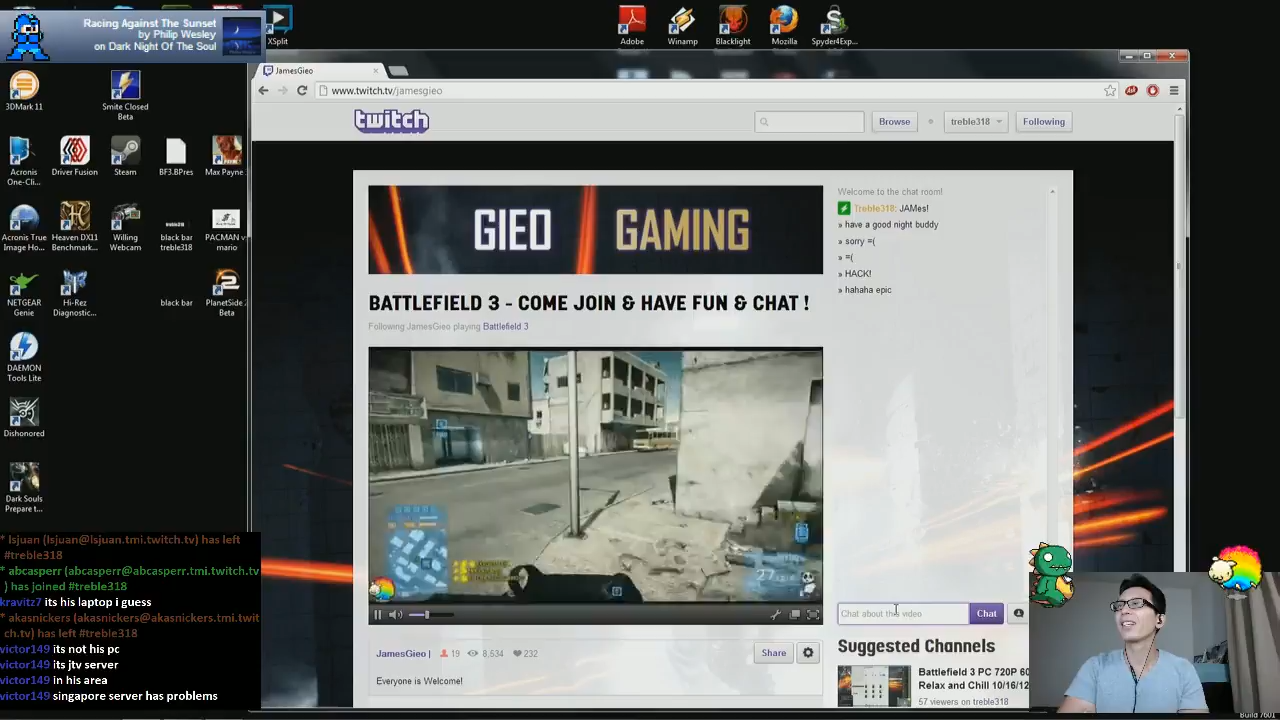 Racing Against The Sunset
by Philip Wesley
on Dark Night Of The Soul
XSplit
Adobe
Winamp
Blacklight
Mozilla
Spyder4Exp...
JamesGieo
www.twitch.tv/jamesgieo
3DMark 11
Smite Closed
Beta
twitch
Browse
treble318
Following
Acronis
One-Cli...
Driver Fusion
Steam
BF3.BPres
Max Payne
GIEO GAMING
Welcome to the chat room!
Treble318: JAMes!
» have a good night buddy
» sorry =(
» =(
» HACK!
» hahaha epic
Acronis True
Image Ho...
Heaven DX11
Benchmark...
Willing
Webcam
black bar
treble318
PACMAN v
mario
BATTLEFIELD 3 - COME JOIN & HAVE FUN & CHAT !
Following JamesGieo playing Battlefield 3
NETGEAR
Genie
Hi-Rez
Diagnostic...
black bar
PlanetSide
Beta
DAEMON
Tools Lite
Dishonored
Dark Souls
Prepare t...
* lsjuan (lsjuan@lsjuan.tmi.twitch.tv) has left
#treble318
* abcasperr (abcasperr@abcasperr.tmi.twitch.tv
) has joined #treble318
kravitz7 its his laptop i guess
* akasnickers (akasnickers@akasnickers.tmi.twit
ch.tv) has left #treble318
victor149 its not his pc
victor149 its jtv server
victor149 in his area
victor149 singapore server has problems
27
Chat about this video
Chat
JamesGieo | 19 8,534 232
Share
Everyone is Welcome!
Suggested Channels
Battlefield 3 PC 720P 60
Relax and Chill 10/16/12
57 viewers on treble318
Build 7601